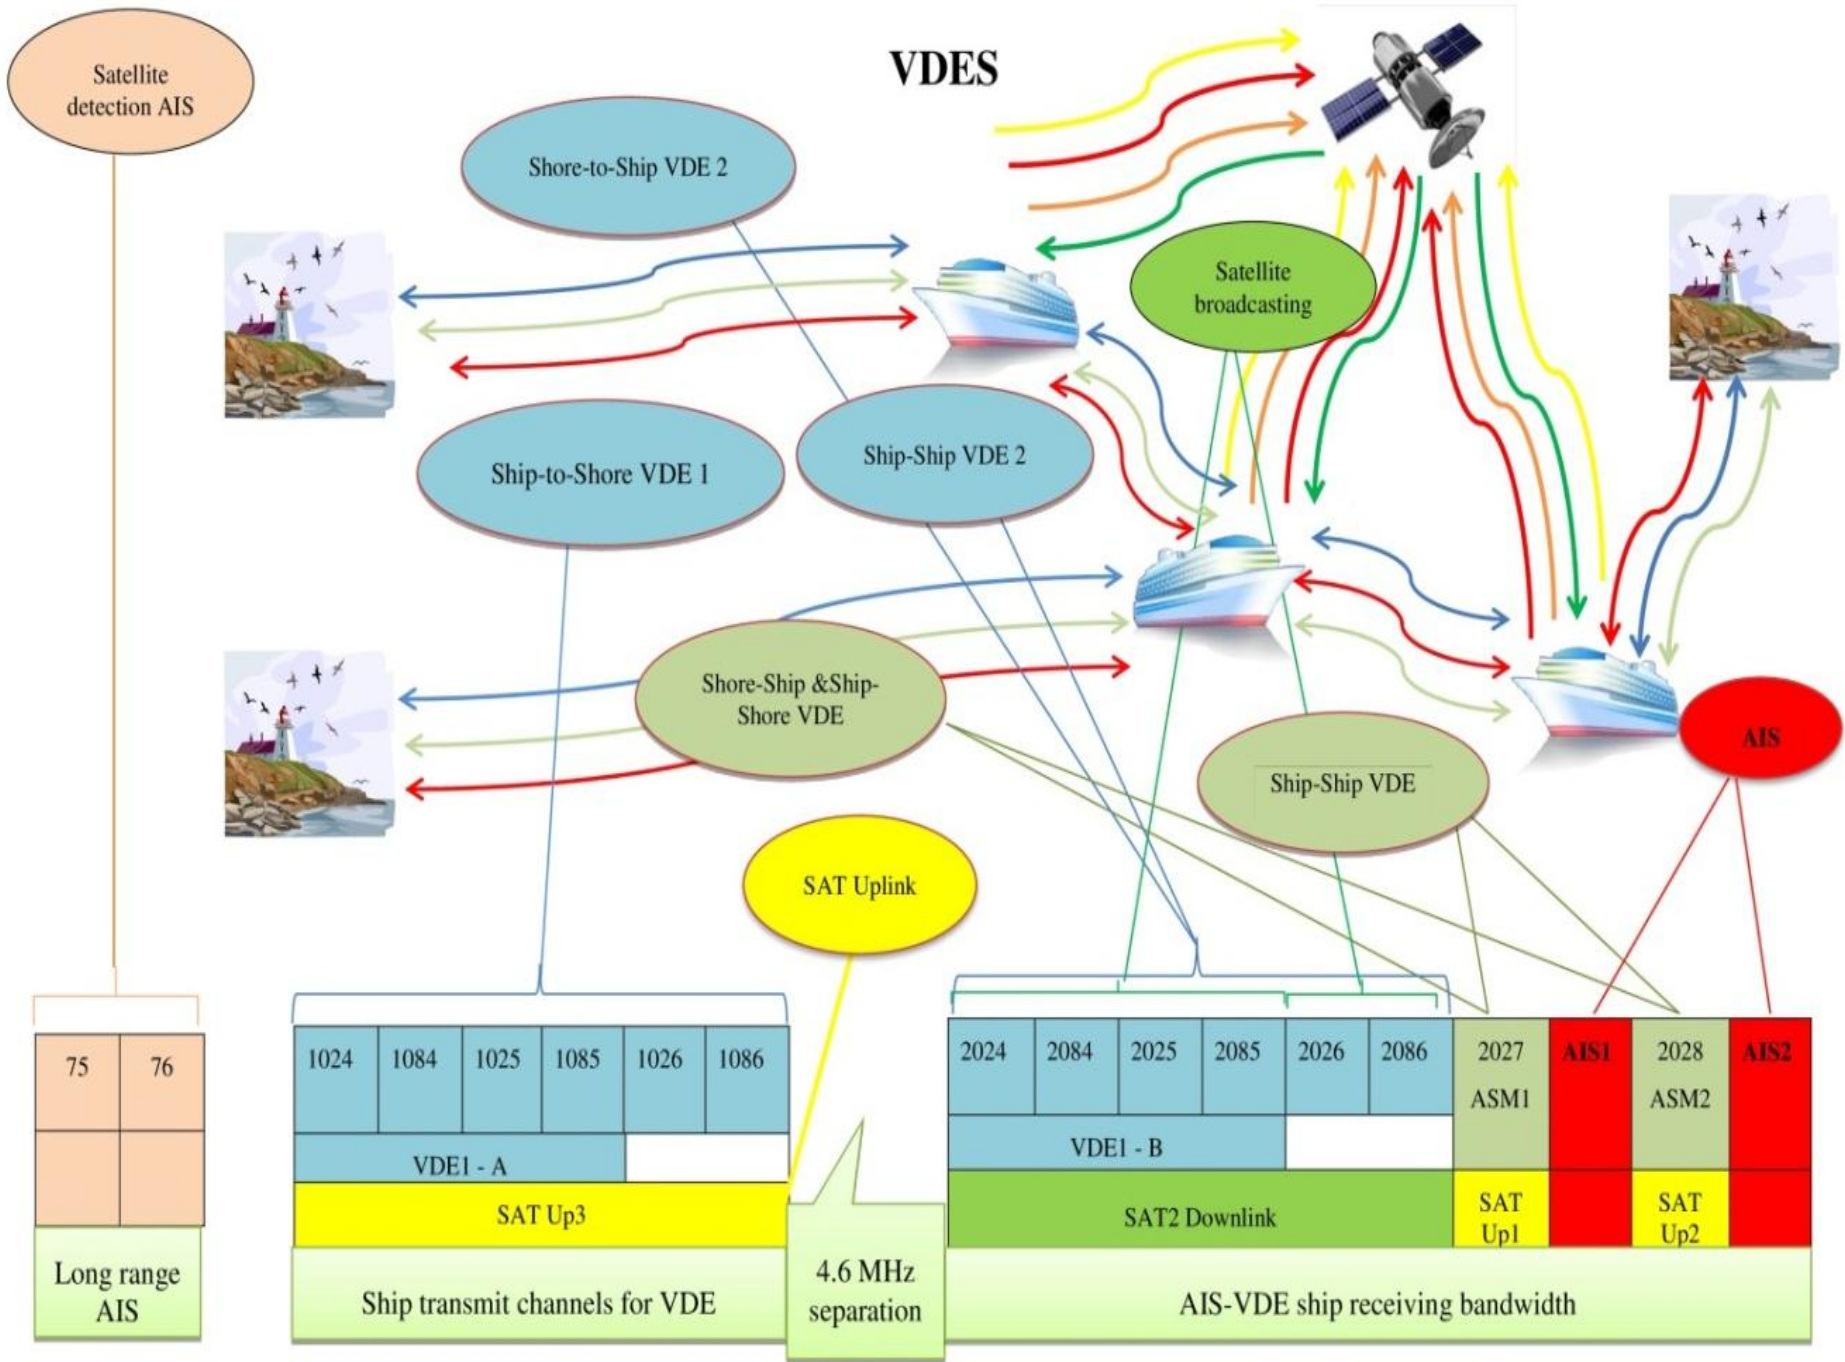 VDES
Satellite
detection AIS
Shore-to-Ship VDE 2
Satellite
broadcasting
Ship-to-Shore VDE 1
Ship-Ship VDE 2
Shore-Ship &Ship-
Shore VDE
AIS
Ship-Ship VDE
SAT Uplink
75 76
1024 1084 1025 1085 1026 1086
2024 2084 2025 2085 2026 2086 2027 AIS1 2028 AIS2
ASM1 ASM2
VDE1 - A
VDE1 - B
SAT Up3
SAT2 Downlink
SAT
Up1
SAT
Up2
Long range
AIS
Ship transmit channels for VDE
4.6 MHz
separation
AIS-VDE ship receiving bandwidth